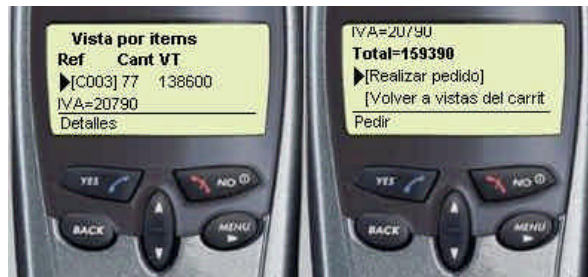 Vista por items
Ref Cant VT
[C003] 77 138600
IVA=20790
Detalles
YES
NO
BACK
MENU
IVA=20790
Total=159390
[Realizar pedido]
[Volver a vistas del carrit
Pedir
YES
NO
BACK
MENU